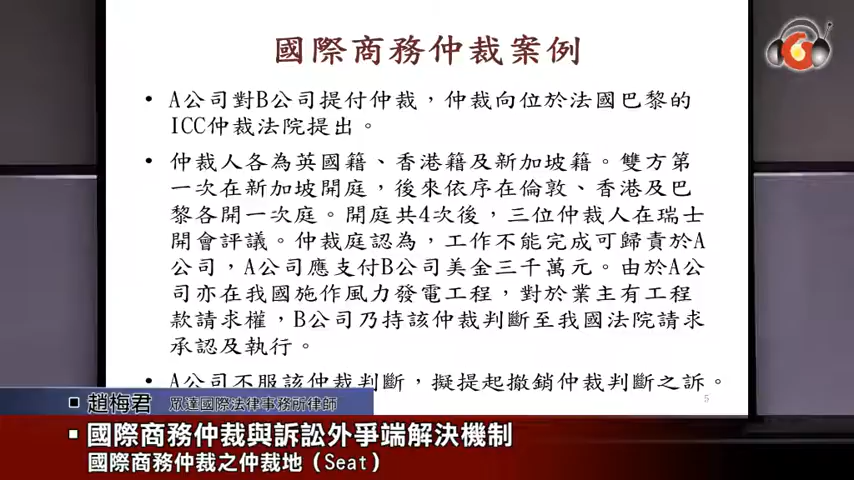 國際商務仲裁案例
• A公司對B公司提付仲裁，仲裁向位於法國巴黎的
ICC仲裁法院提出。
• 仲裁人各為英國籍、香港籍及新加坡籍。雙方第
一次在新加坡開庭，後來依序在倫敦、香港及巴
黎各開一次庭。開庭共4次後，三位仲裁人在瑞士
開會評議。仲裁庭認為，工作不能完成可歸責於A
公司，A公司應支付B公司美金三千萬元。由於A公
司亦在我國施作風力發電工程，對於業主有工程
款請求權，B公司乃持該仲裁判斷至我國法院請求
承認及執行。
• A公司不服該仲裁判斷，擬提起撤銷仲裁判斷之訴。
5
趙梅君 眾達國際法律事務所律師
國際商務仲裁與訴訟外爭端解決機制
國際商務仲裁之仲裁地（Seat）